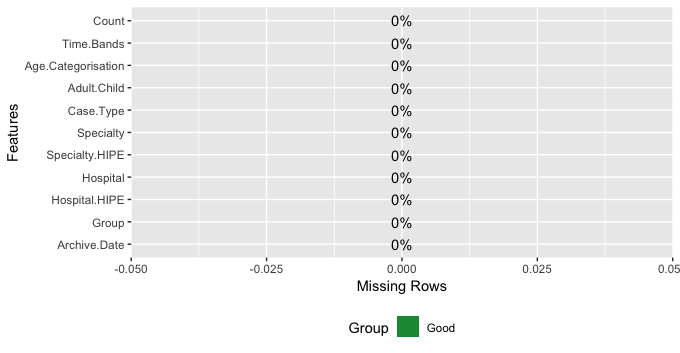 Count 0%
Time.Bands 0%
Age.Categorisation 0%
Adult.Child 0%
Case.Type 0%
Specialty 0%
Specialty.HIPE 0%
Hospital 0%
Hospital.HIPE 0%
Group 0%
Archive.Date 0%
Features
-0.050 -0.025 0.000 0.025 0.05
Missing Rows
Group Good